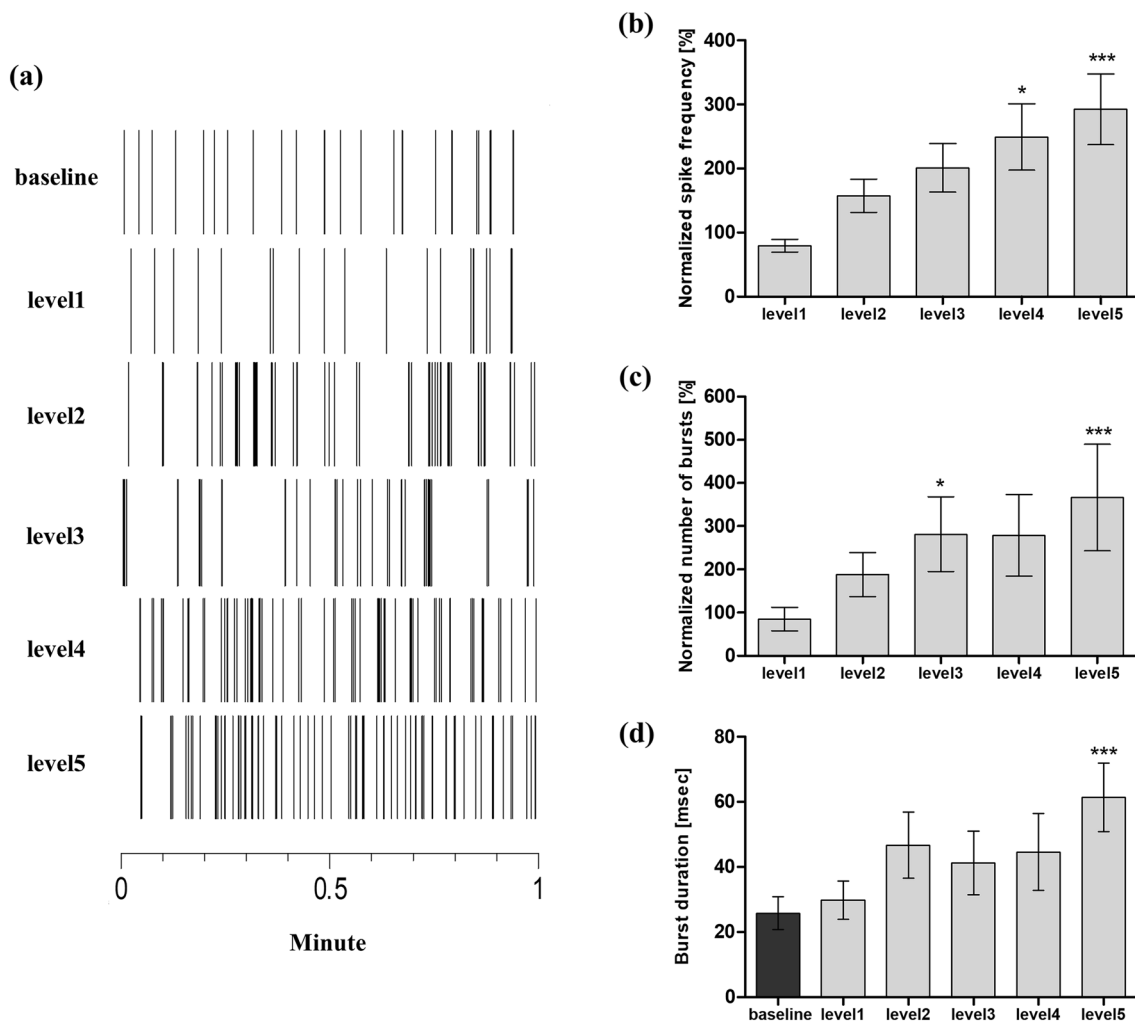 (a)
baseline
level1
level2
level3
level4
level5
0 0.5 1
Minute
(b)
Normalized spike frequency [%]
400
300
200
100
0
* ***
level1 level2 level3 level4 level5
(c)
Normalized number of bursts [%]
600
500
400
300
200
100
0
* ***
level1 level2 level3 level4 level5
(d)
Burst duration [msec]
80
60
40
20
0
***
baseline level1 level2 level3 level4 level5